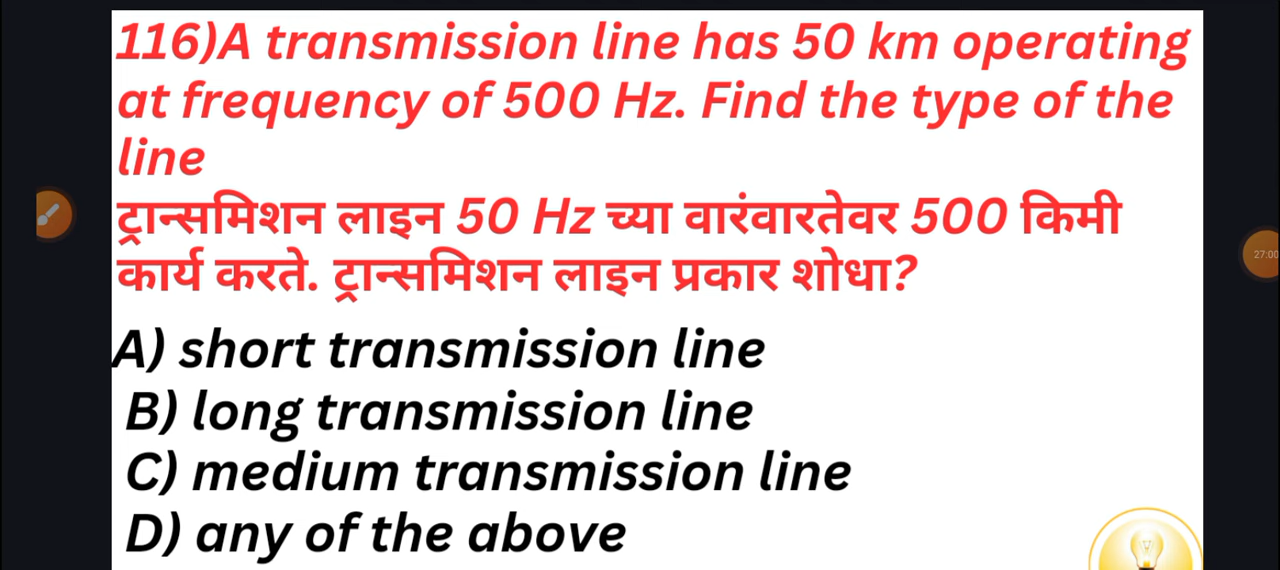 116)A transmission line has 50 km operating
at frequency of 500 Hz. Find the type of the
line
ट्रान्समिशन लाइन 50 Hz च्या वारंवारतेवर 500 किमी
कार्य करते. ट्रान्समिशन लाइन प्रकार शोधा?
A) short transmission line
B) long transmission line
C) medium transmission line
D) any of the above
27:00